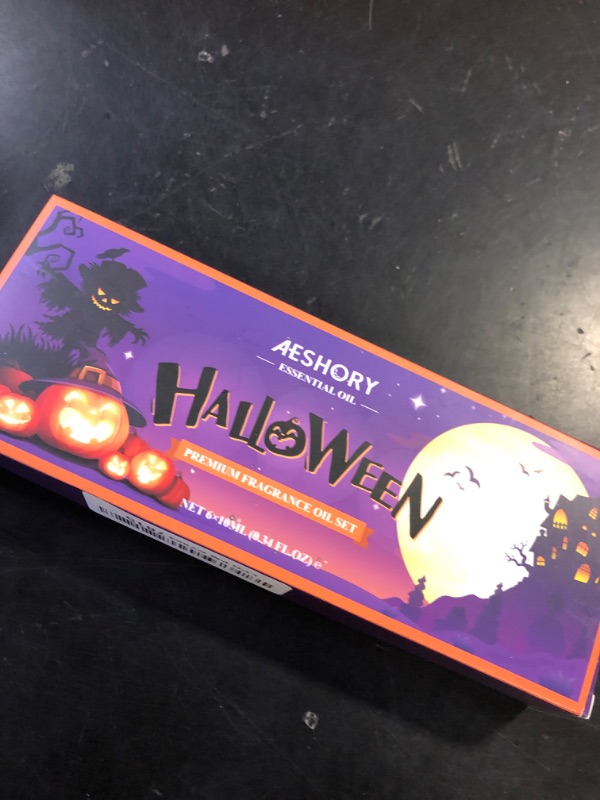 AESHORY
ESSENTIAL OIL
HALLOWEEN
PREMIUM FRAGRANCE OIL SET
NET 6×10ML (0.34 FL.OZ) e